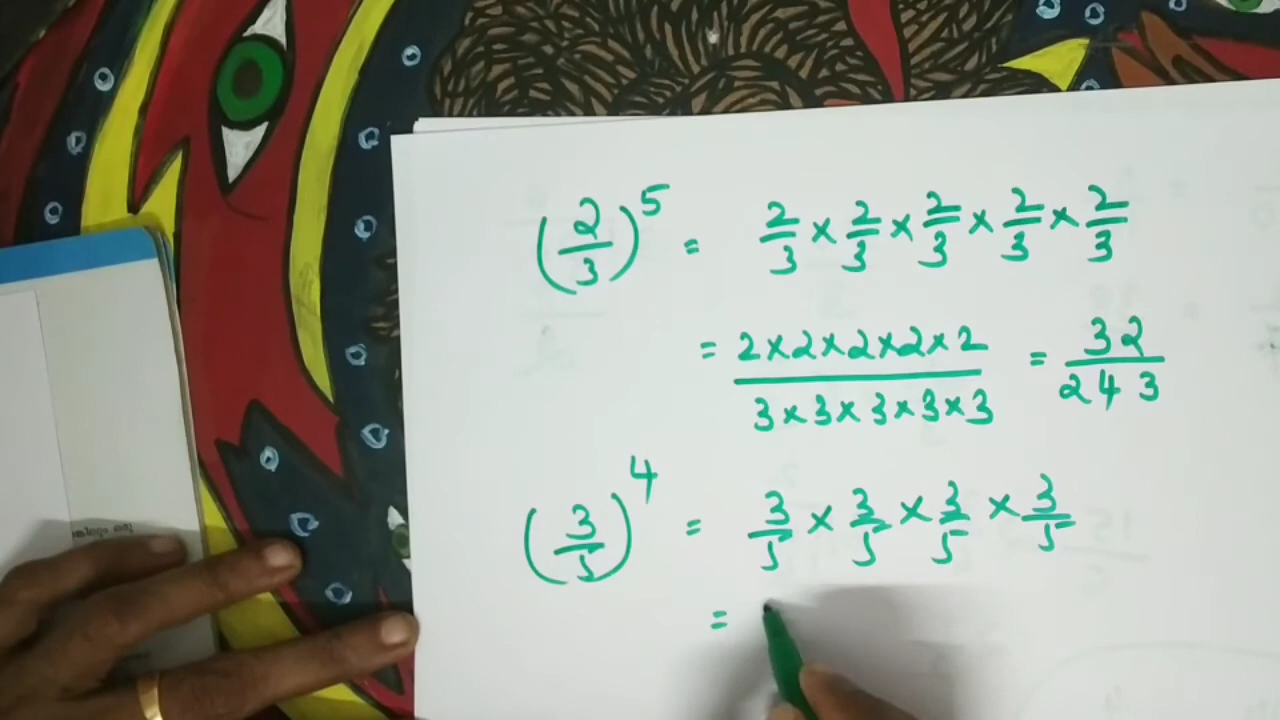 (2/3)^5 = 2/3 × 2/3 × 2/3 × 2/3 × 2/3
= 2×2×2×2×2 / 3×3×3×3×3 = 32/243
(3/5)^4 = 3/5 × 3/5 × 3/5 × 3/5
=